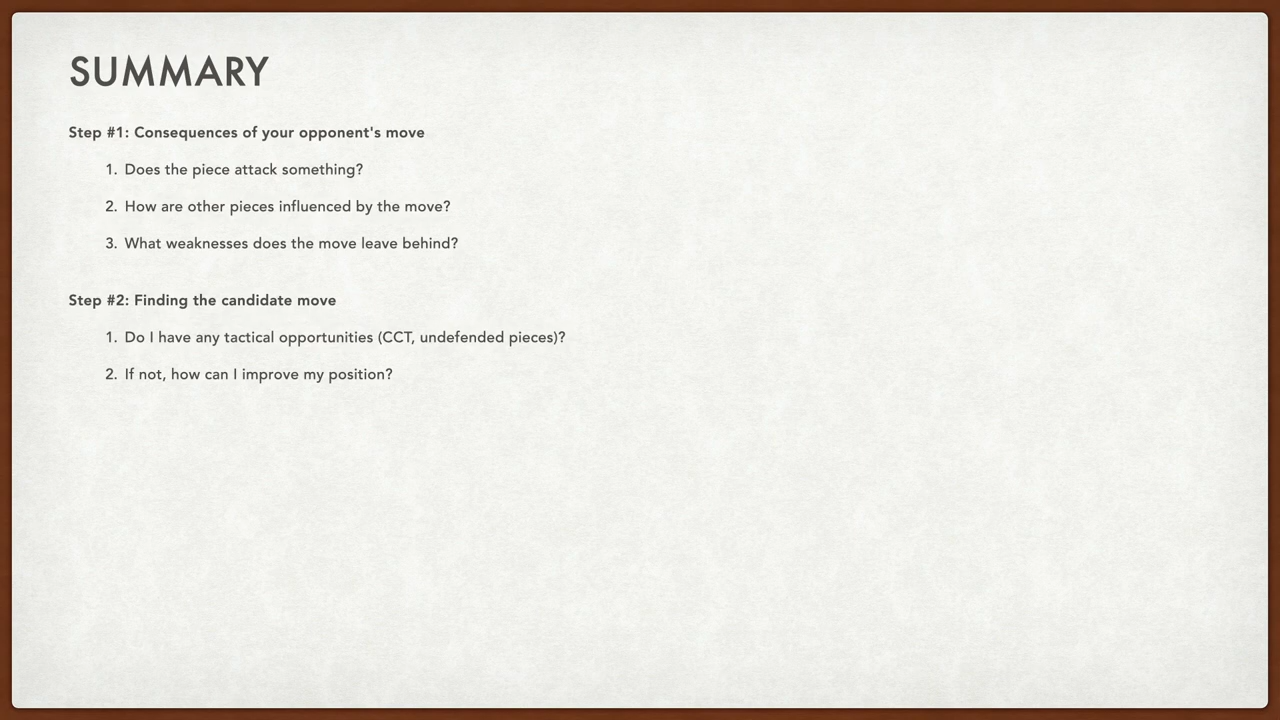 SUMMARY
Step #1: Consequences of your opponent's move
1. Does the piece attack something?
2. How are other pieces influenced by the move?
3. What weaknesses does the move leave behind?
Step #2: Finding the candidate move
1. Do I have any tactical opportunities (CCT, undefended pieces)?
2. If not, how can I improve my position?